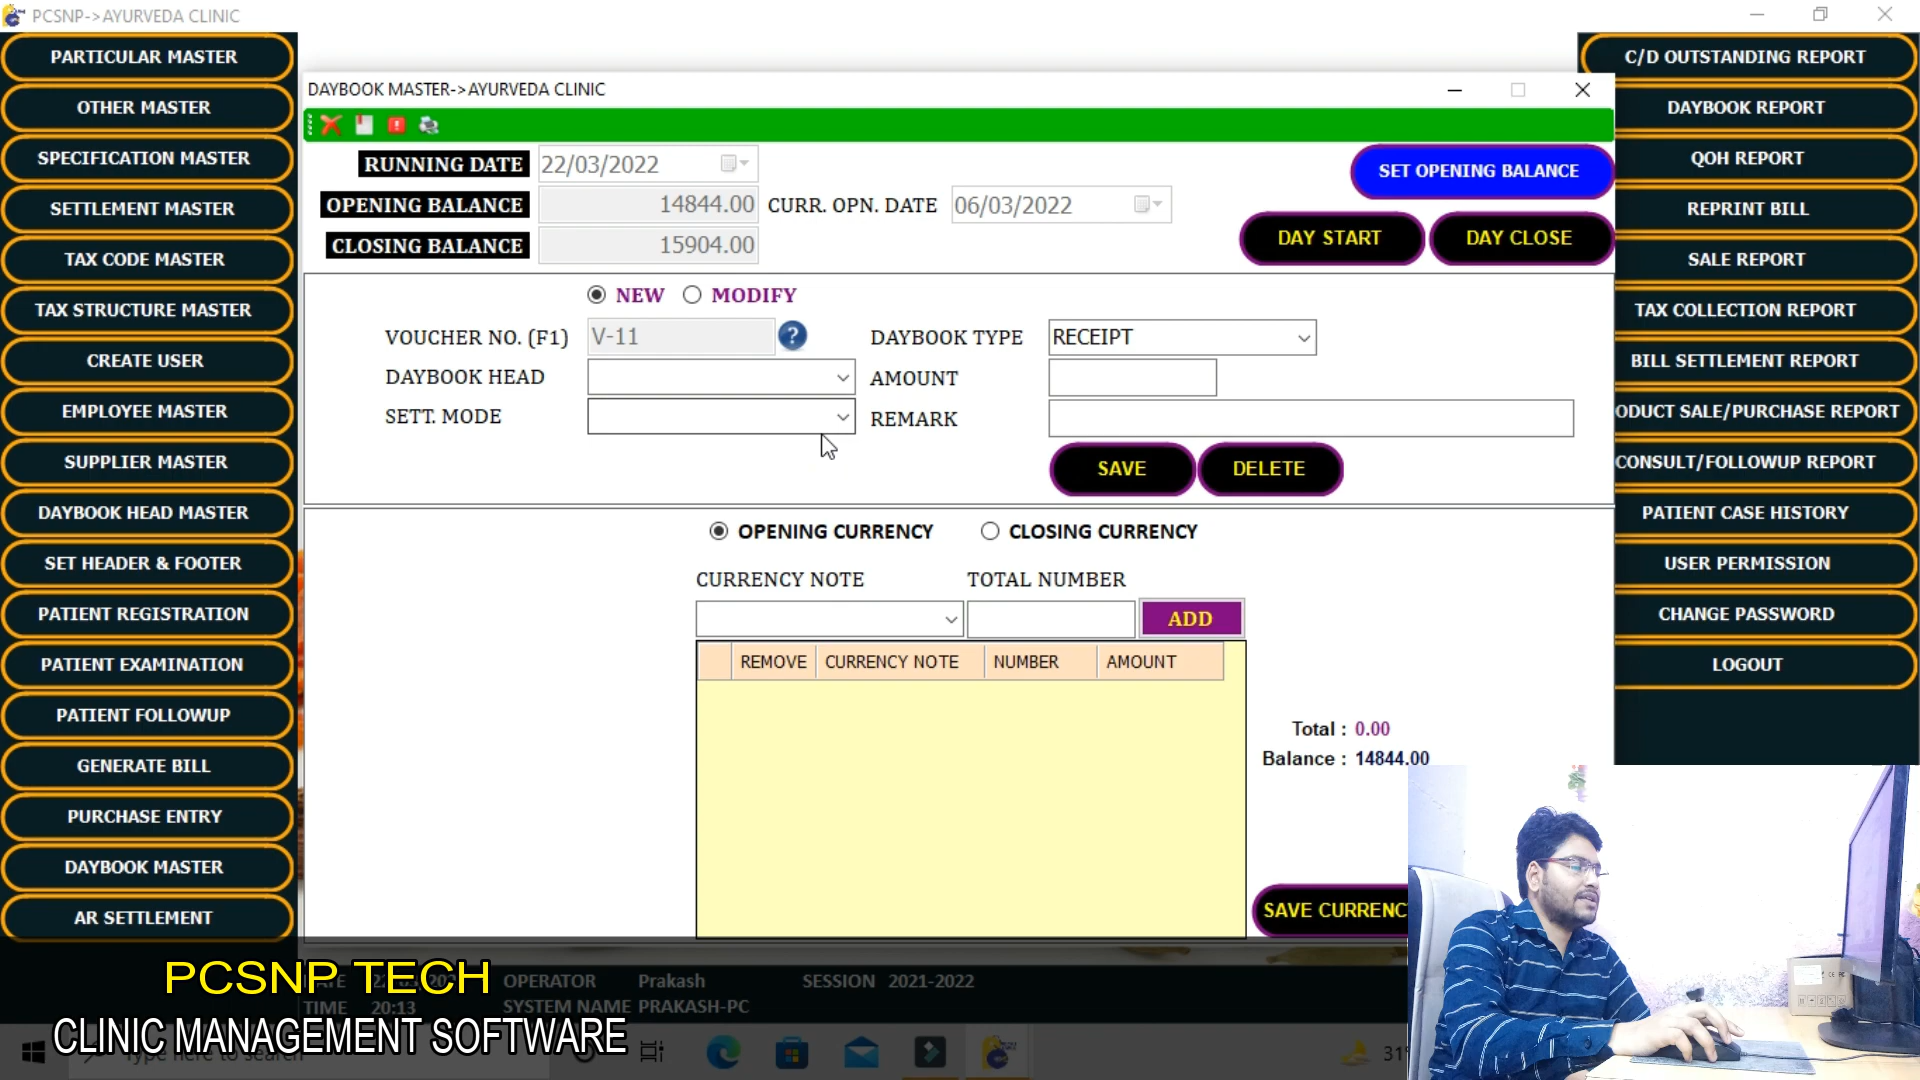 PCSNP->AYURVEDA CLINIC
PARTICULAR MASTER
OTHER MASTER
SPECIFICATION MASTER
SETTLEMENT MASTER
TAX CODE MASTER
TAX STRUCTURE MASTER
CREATE USER
EMPLOYEE MASTER
SUPPLIER MASTER
DAYBOOK HEAD MASTER
SET HEADER & FOOTER
PATIENT REGISTRATION
PATIENT EXAMINATION
PATIENT FOLLOWUP
GENERATE BILL
PURCHASE ENTRY
DAYBOOK MASTER
AR SETTLEMENT
DAYBOOK MASTER->AYURVEDA CLINIC
RUNNING DATE 22/03/2022
SET OPENING BALANCE
OPENING BALANCE 14844.00 CURR. OPN. DATE 06/03/2022
CLOSING BALANCE 15904.00
DAY START DAY CLOSE
NEW MODIFY
VOUCHER NO. (F1) V-11 ? DAYBOOK TYPE RECEIPT
DAYBOOK HEAD AMOUNT
SETT. MODE REMARK
SAVE DELETE
OPENING CURRENCY CLOSING CURRENCY
CURRENCY NOTE TOTAL NUMBER
ADD
REMOVE CURRENCY NOTE NUMBER AMOUNT
Total : 0.00
Balance : 14844.00
SAVE CURRENC
C/D OUTSTANDING REPORT
DAYBOOK REPORT
QOH REPORT
REPRINT BILL
SALE REPORT
TAX COLLECTION REPORT
BILL SETTLEMENT REPORT
ODUCT SALE/PURCHASE REPORT
CONSULT/FOLLOWUP REPORT
PATIENT CASE HISTORY
USER PERMISSION
CHANGE PASSWORD
LOGOUT
PCSNP TECH
OPERATOR Prakash SESSION 2021-2022
TIME 20:13 SYSTEM NAME PRAKASH-PC
CLINIC MANAGEMENT SOFTWARE
31°